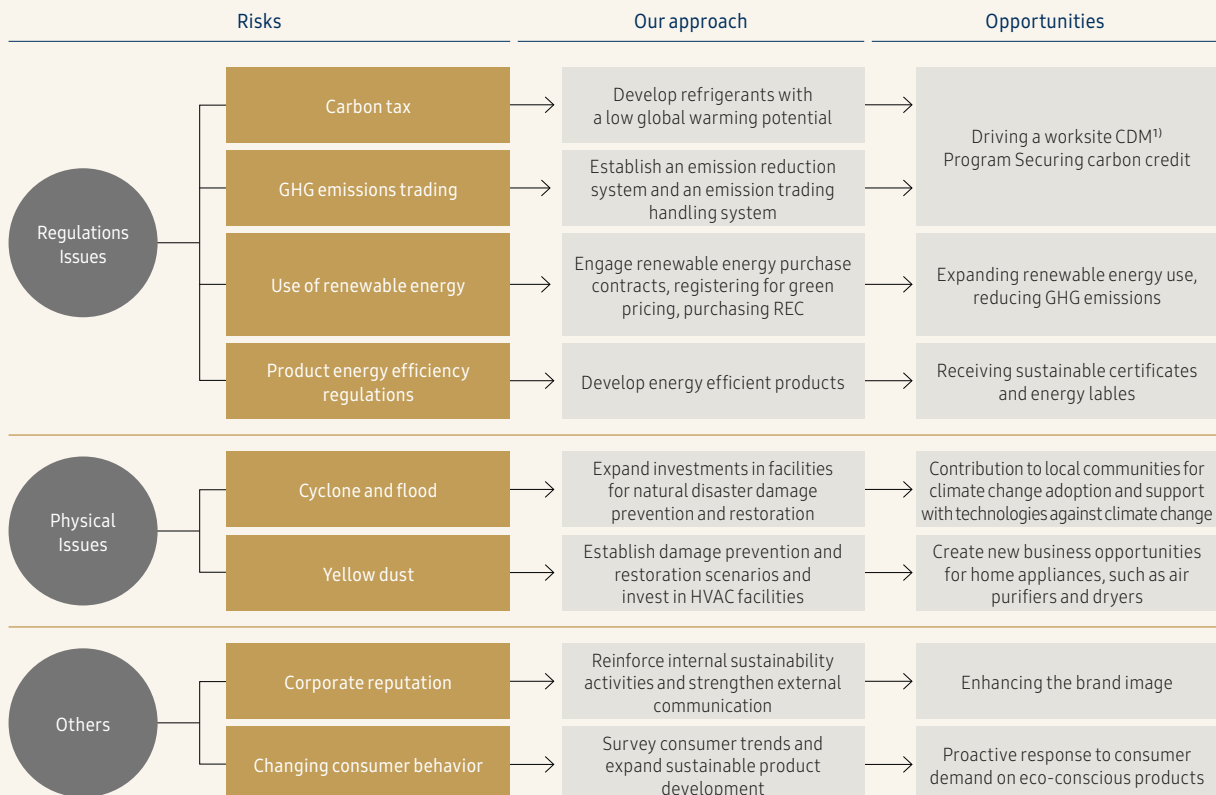 Risks
Our approach
Opportunities
Regulations
Issues
Carbon tax
Develop refrigerants with
a low global warming potential
Driving a worksite CDM¹⁾
Program Securing carbon credit
GHG emissions trading
Establish an emission reduction
system and an emission trading
handling system
Use of renewable energy
Engage renewable energy purchase
contracts, registering for green
pricing, purchasing REC
Expanding renewable energy use,
reducing GHG emissions
Product energy efficiency
regulations
Develop energy efficient products
Receiving sustainable certificates
and energy lables
Physical
Issues
Cyclone and flood
Expand investments in facilities
for natural disaster damage
prevention and restoration
Contribution to local communities for
climate change adoption and support
with technologies against climate change
Yellow dust
Establish damage prevention and
restoration scenarios and
invest in HVAC facilities
Create new business opportunities
for home appliances, such as air
purifiers and dryers
Others
Corporate reputation
Reinforce internal sustainability
activities and strengthen external
communication
Enhancing the brand image
Changing consumer behavior
Survey consumer trends and
expand sustainable product
development
Proactive response to consumer
demand on eco-conscious products